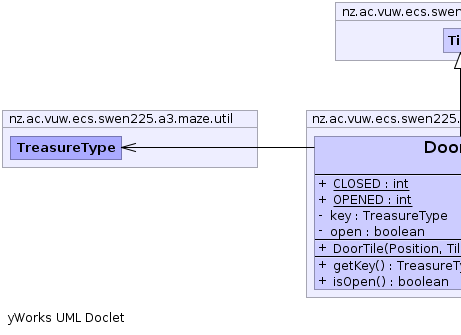 nz.ac.vuw.ecs.swen
Ti
nz.ac.vuw.ecs.swen225.a3.maze.util
nz.ac.vuw.ecs.swen225.
TreasureType
Door
+ CLOSED : int
+ OPENED : int
- key : TreasureType
- open : boolean
+ DoorTile(Position, Til
+ getKey() : TreasureTy
+ isOpen() : boolean
yWorks UML Doclet